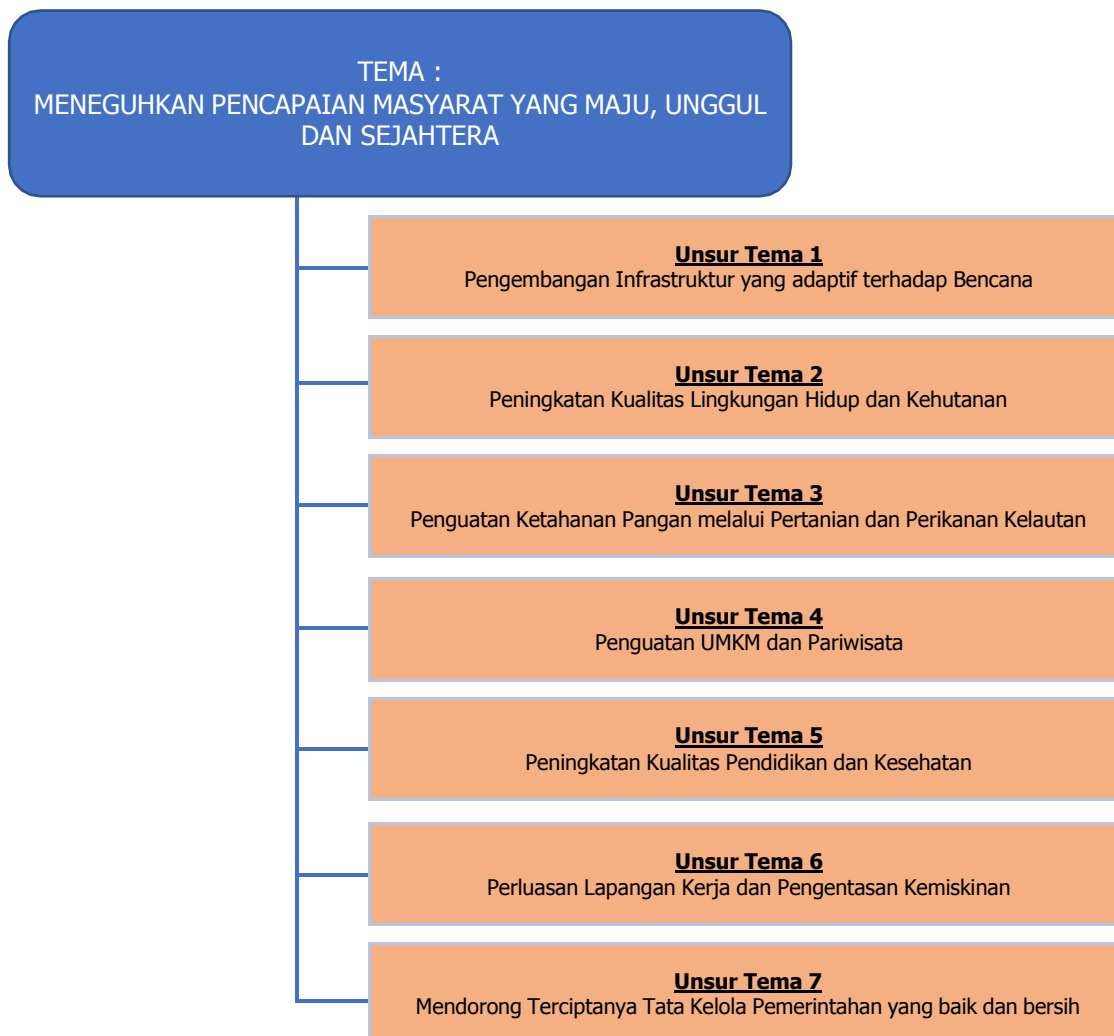 TEMA :
MENEGUHKAN PENCAPAIAN MASYARAT YANG MAJU, UNGGUL
DAN SEJAHTERA
Unsur Tema 1
Pengembangan Infrastruktur yang adaptif terhadap Bencana
Unsur Tema 2
Peningkatan Kualitas Lingkungan Hidup dan Kehutanan
Unsur Tema 3
Penguatan Ketahanan Pangan melalui Pertanian dan Perikanan Kelautan
Unsur Tema 4
Penguatan UMKM dan Pariwisata
Unsur Tema 5
Peningkatan Kualitas Pendidikan dan Kesehatan
Unsur Tema 6
Perluasan Lapangan Kerja dan Pengentasan Kemiskinan
Unsur Tema 7
Mendorong Terciptanya Tata Kelola Pemerintahan yang baik dan bersih